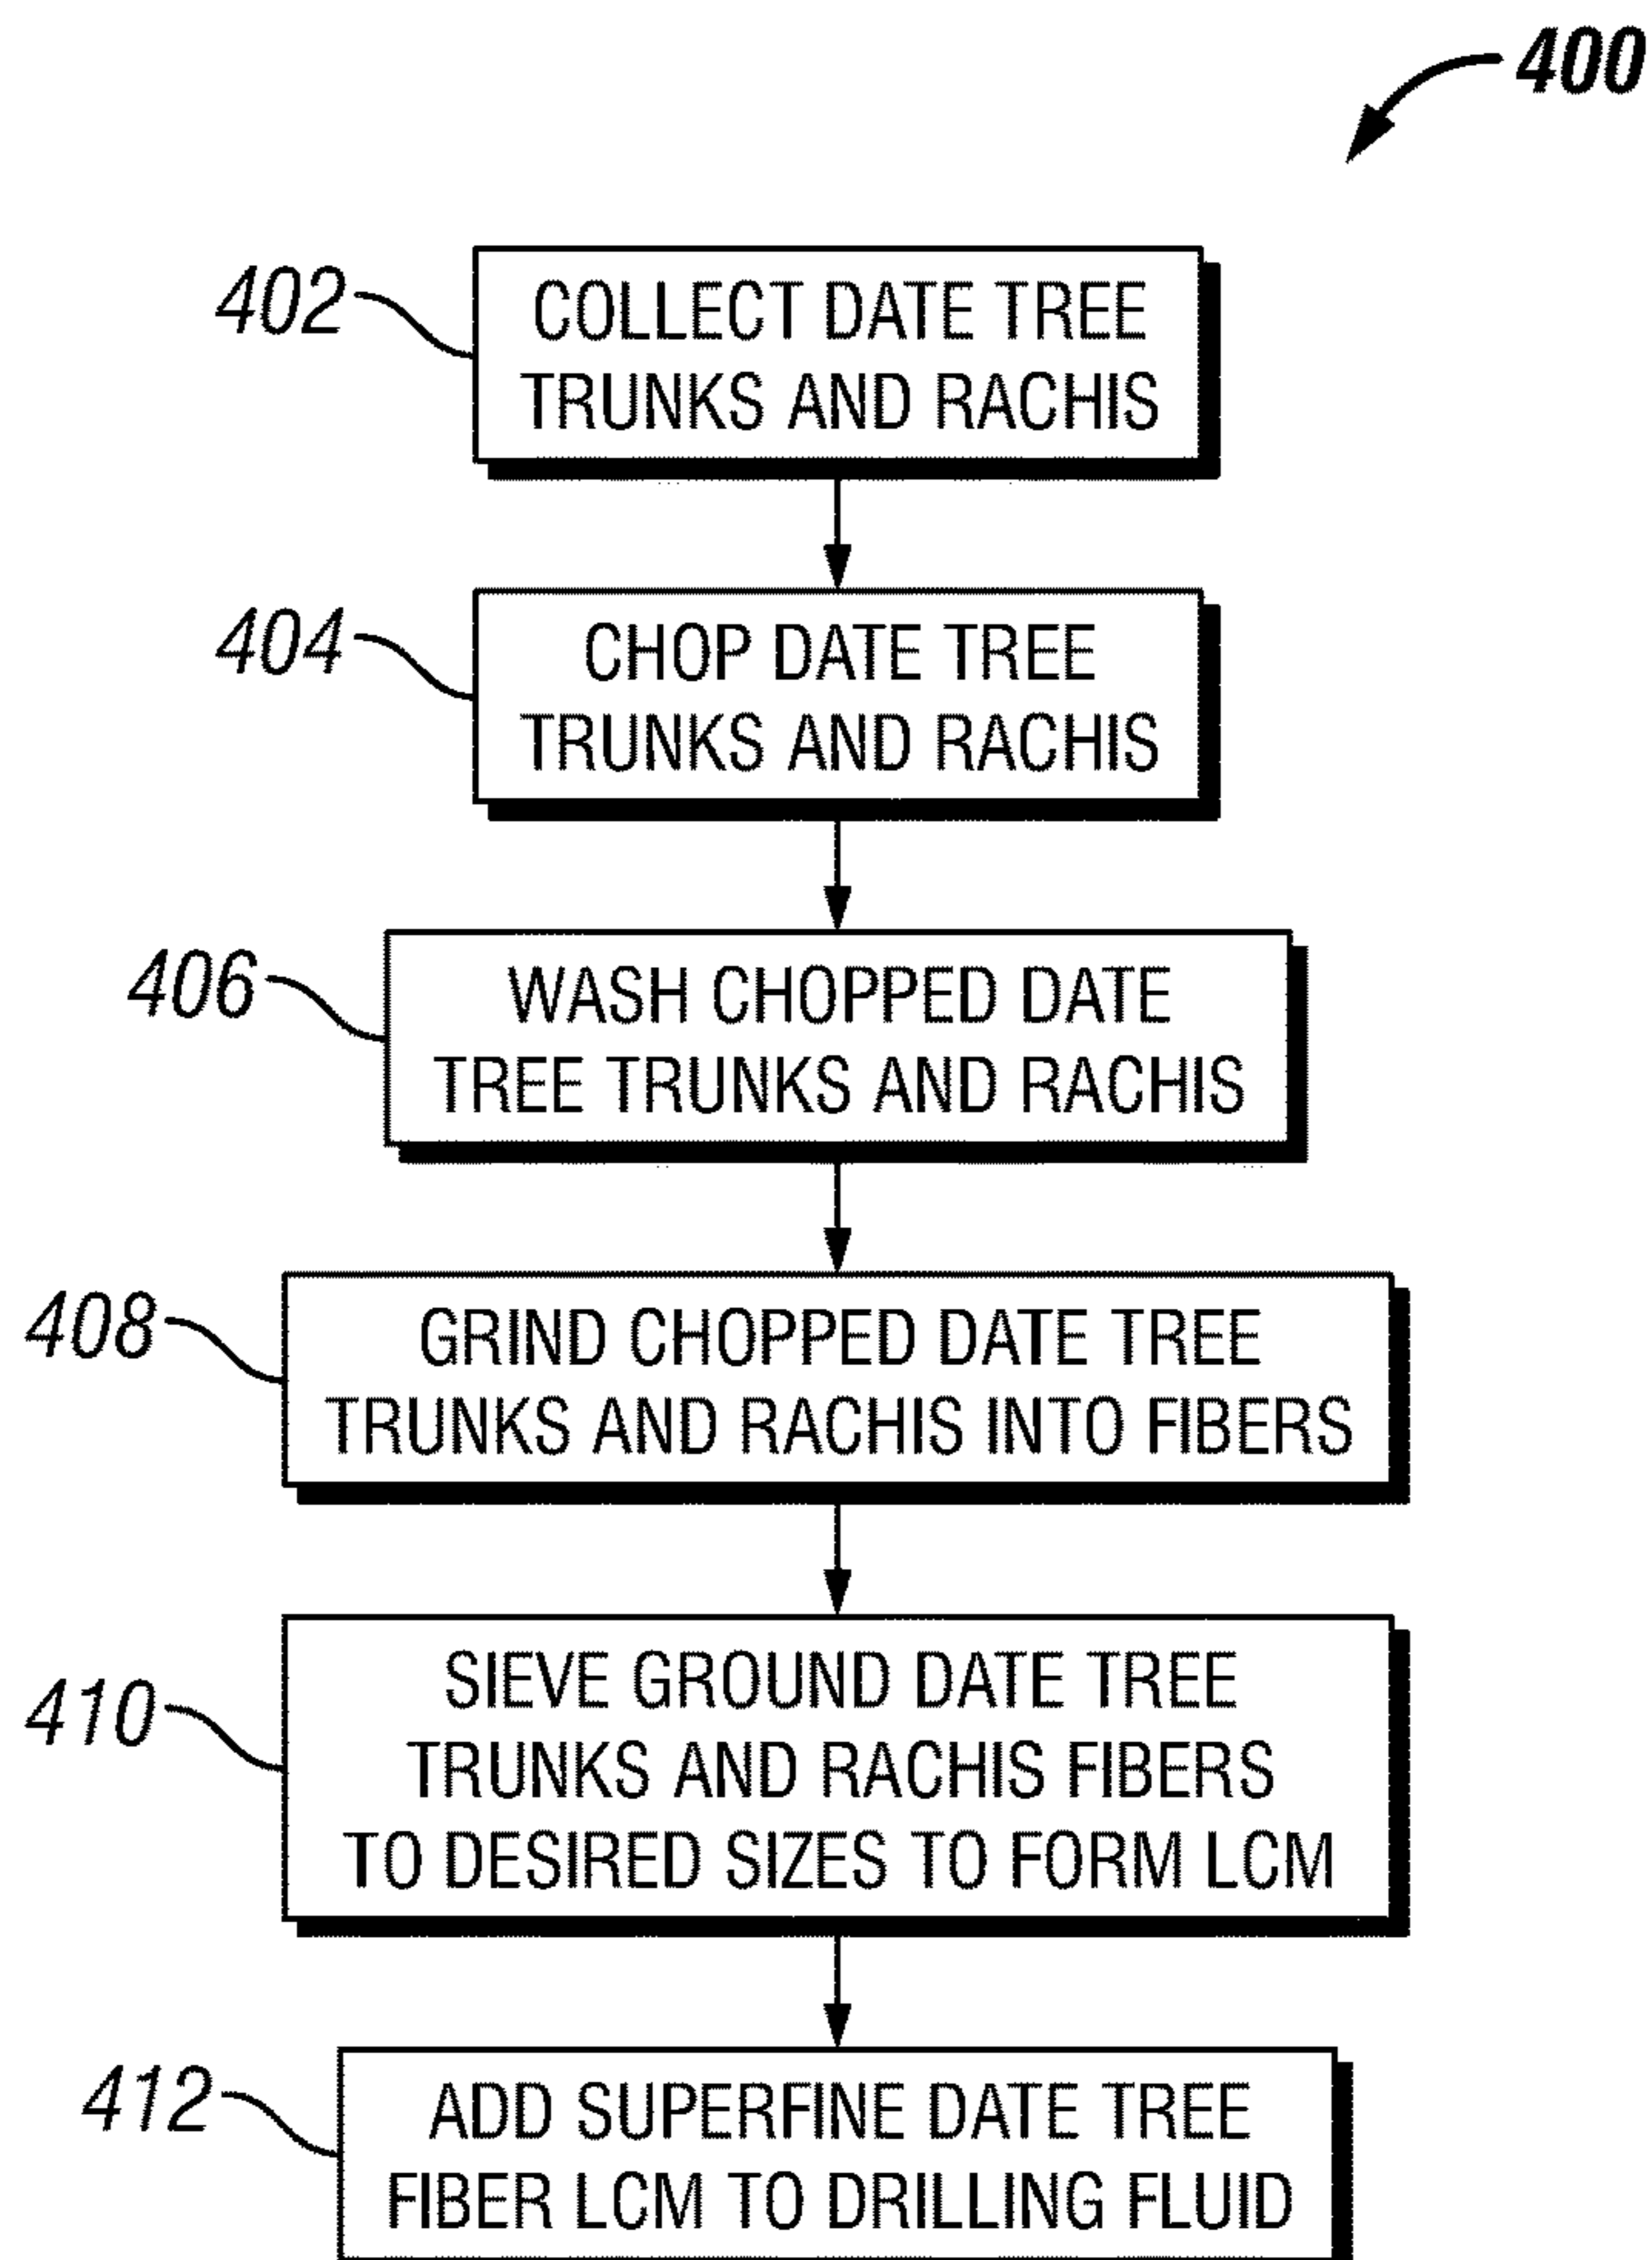 400
402
COLLECT DATE TREE
TRUNKS AND RACHIS
404
CHOP DATE TREE
TRUNKS AND RACHIS
406
WASH CHOPPED DATE
TREE TRUNKS AND RACHIS
408
GRIND CHOPPED DATE TREE
TRUNKS AND RACHIS INTO FIBERS
410
SIEVE GROUND DATE TREE
TRUNKS AND RACHIS FIBERS
TO DESIRED SIZES TO FORM LCM
412
ADD SUPERFINE DATE TREE
FIBER LCM TO DRILLING FLUID